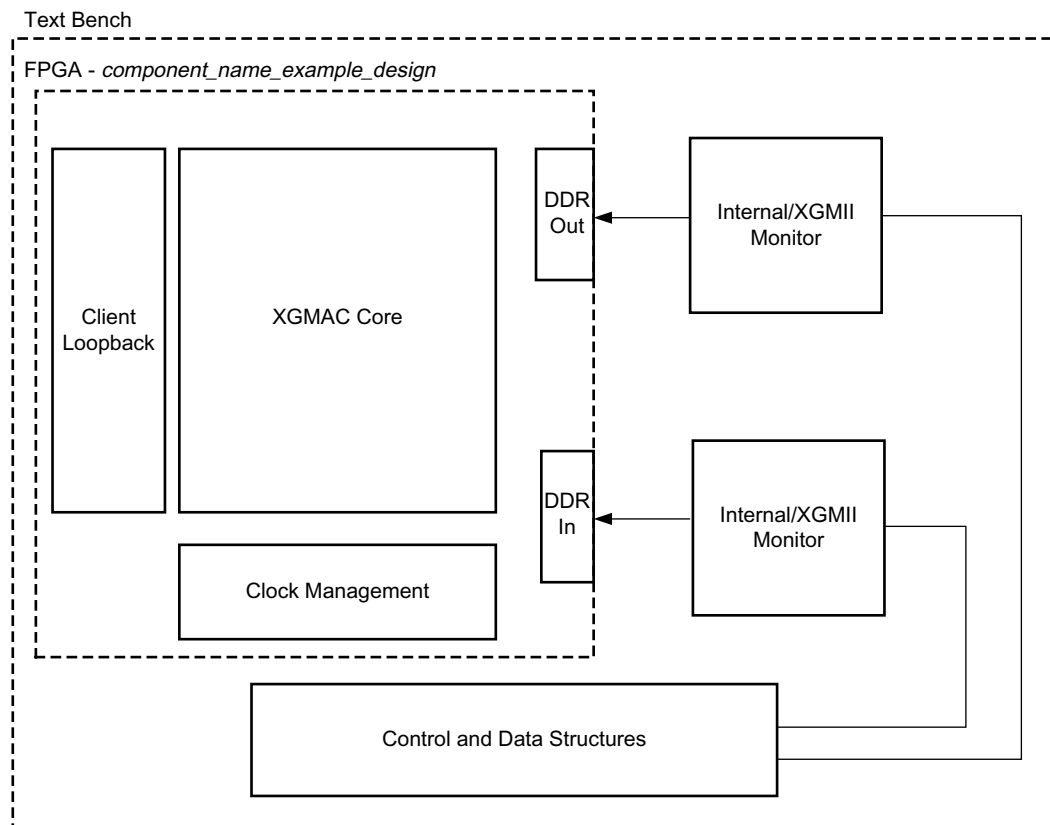 Text Bench
FPGA - component_name_example_design
DDR
Out
Internal/XGMII
Monitor
Client
Loopback
XGMAC Core
DDR
In
Internal/XGMII
Monitor
Clock Management
Control and Data Structures